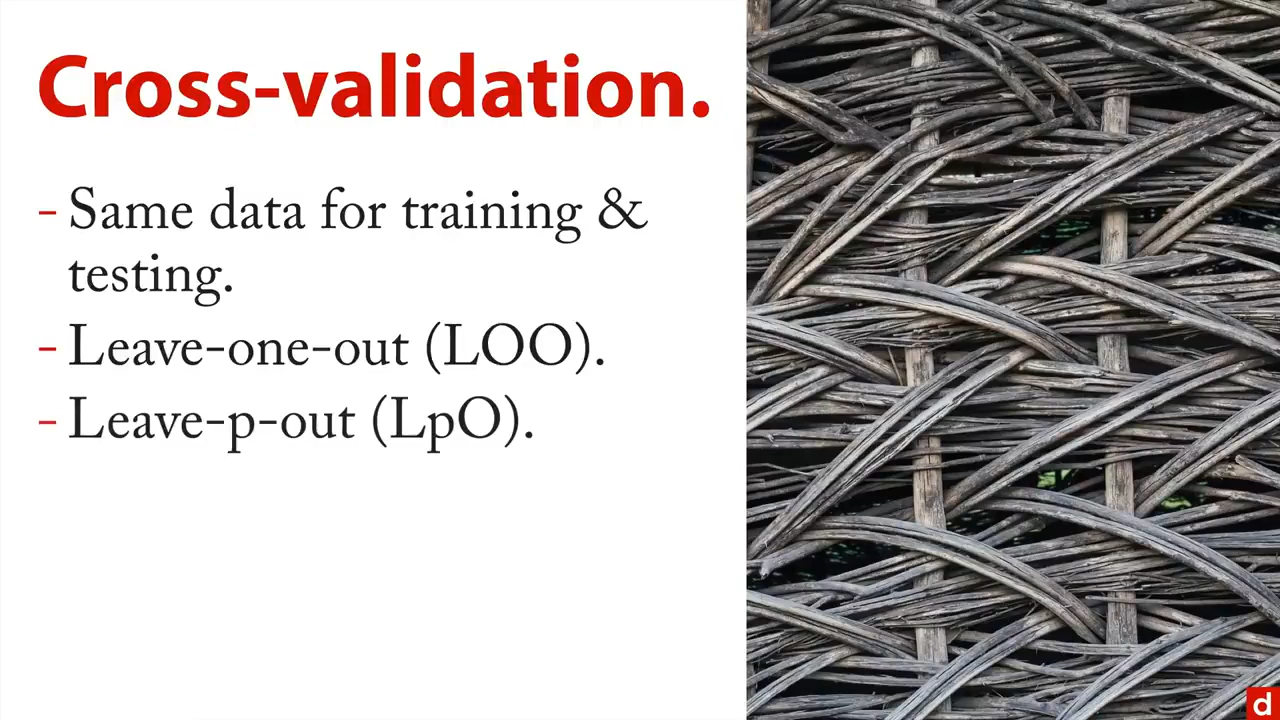 Cross-validation.
- Same data for training &
testing.
- Leave-one-out (LOO).
- Leave-p-out (LpO).
d